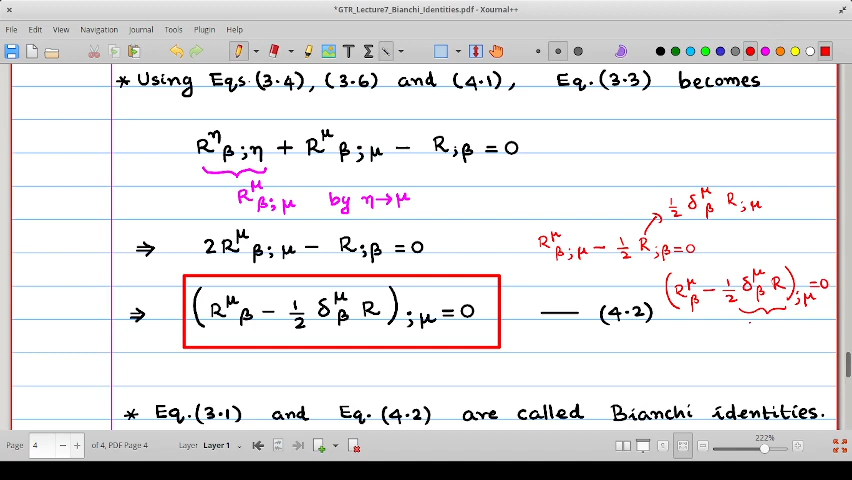 *GTR_Lecture7_Bianchi_Identities.pdf - Xournal++
File Edit View Navigation Journal Tools Plugin Help
* Using Eqs.(3.4), (3.6) and (4.1), Eq.(3.3) becomes
R^η_β;η + R^μ_β;μ − R_;β = 0
R^μ_β;μ by η→μ
½ δ^μ_β R_;μ
⇒ 2R^μ_β;μ − R_;β = 0
R^μ_β;μ − ½ R_;β = 0
(R^μ_β − ½ δ^μ_β R)_;μ = 0
⇒ (R^μ_β − ½ δ^μ_β R)_;μ = 0 — (4.2)
* Eq.(3.1) and Eq.(4.2) are called Bianchi identities.
Page 4 of 4, PDF Page 4 Layer Layer 1 222%